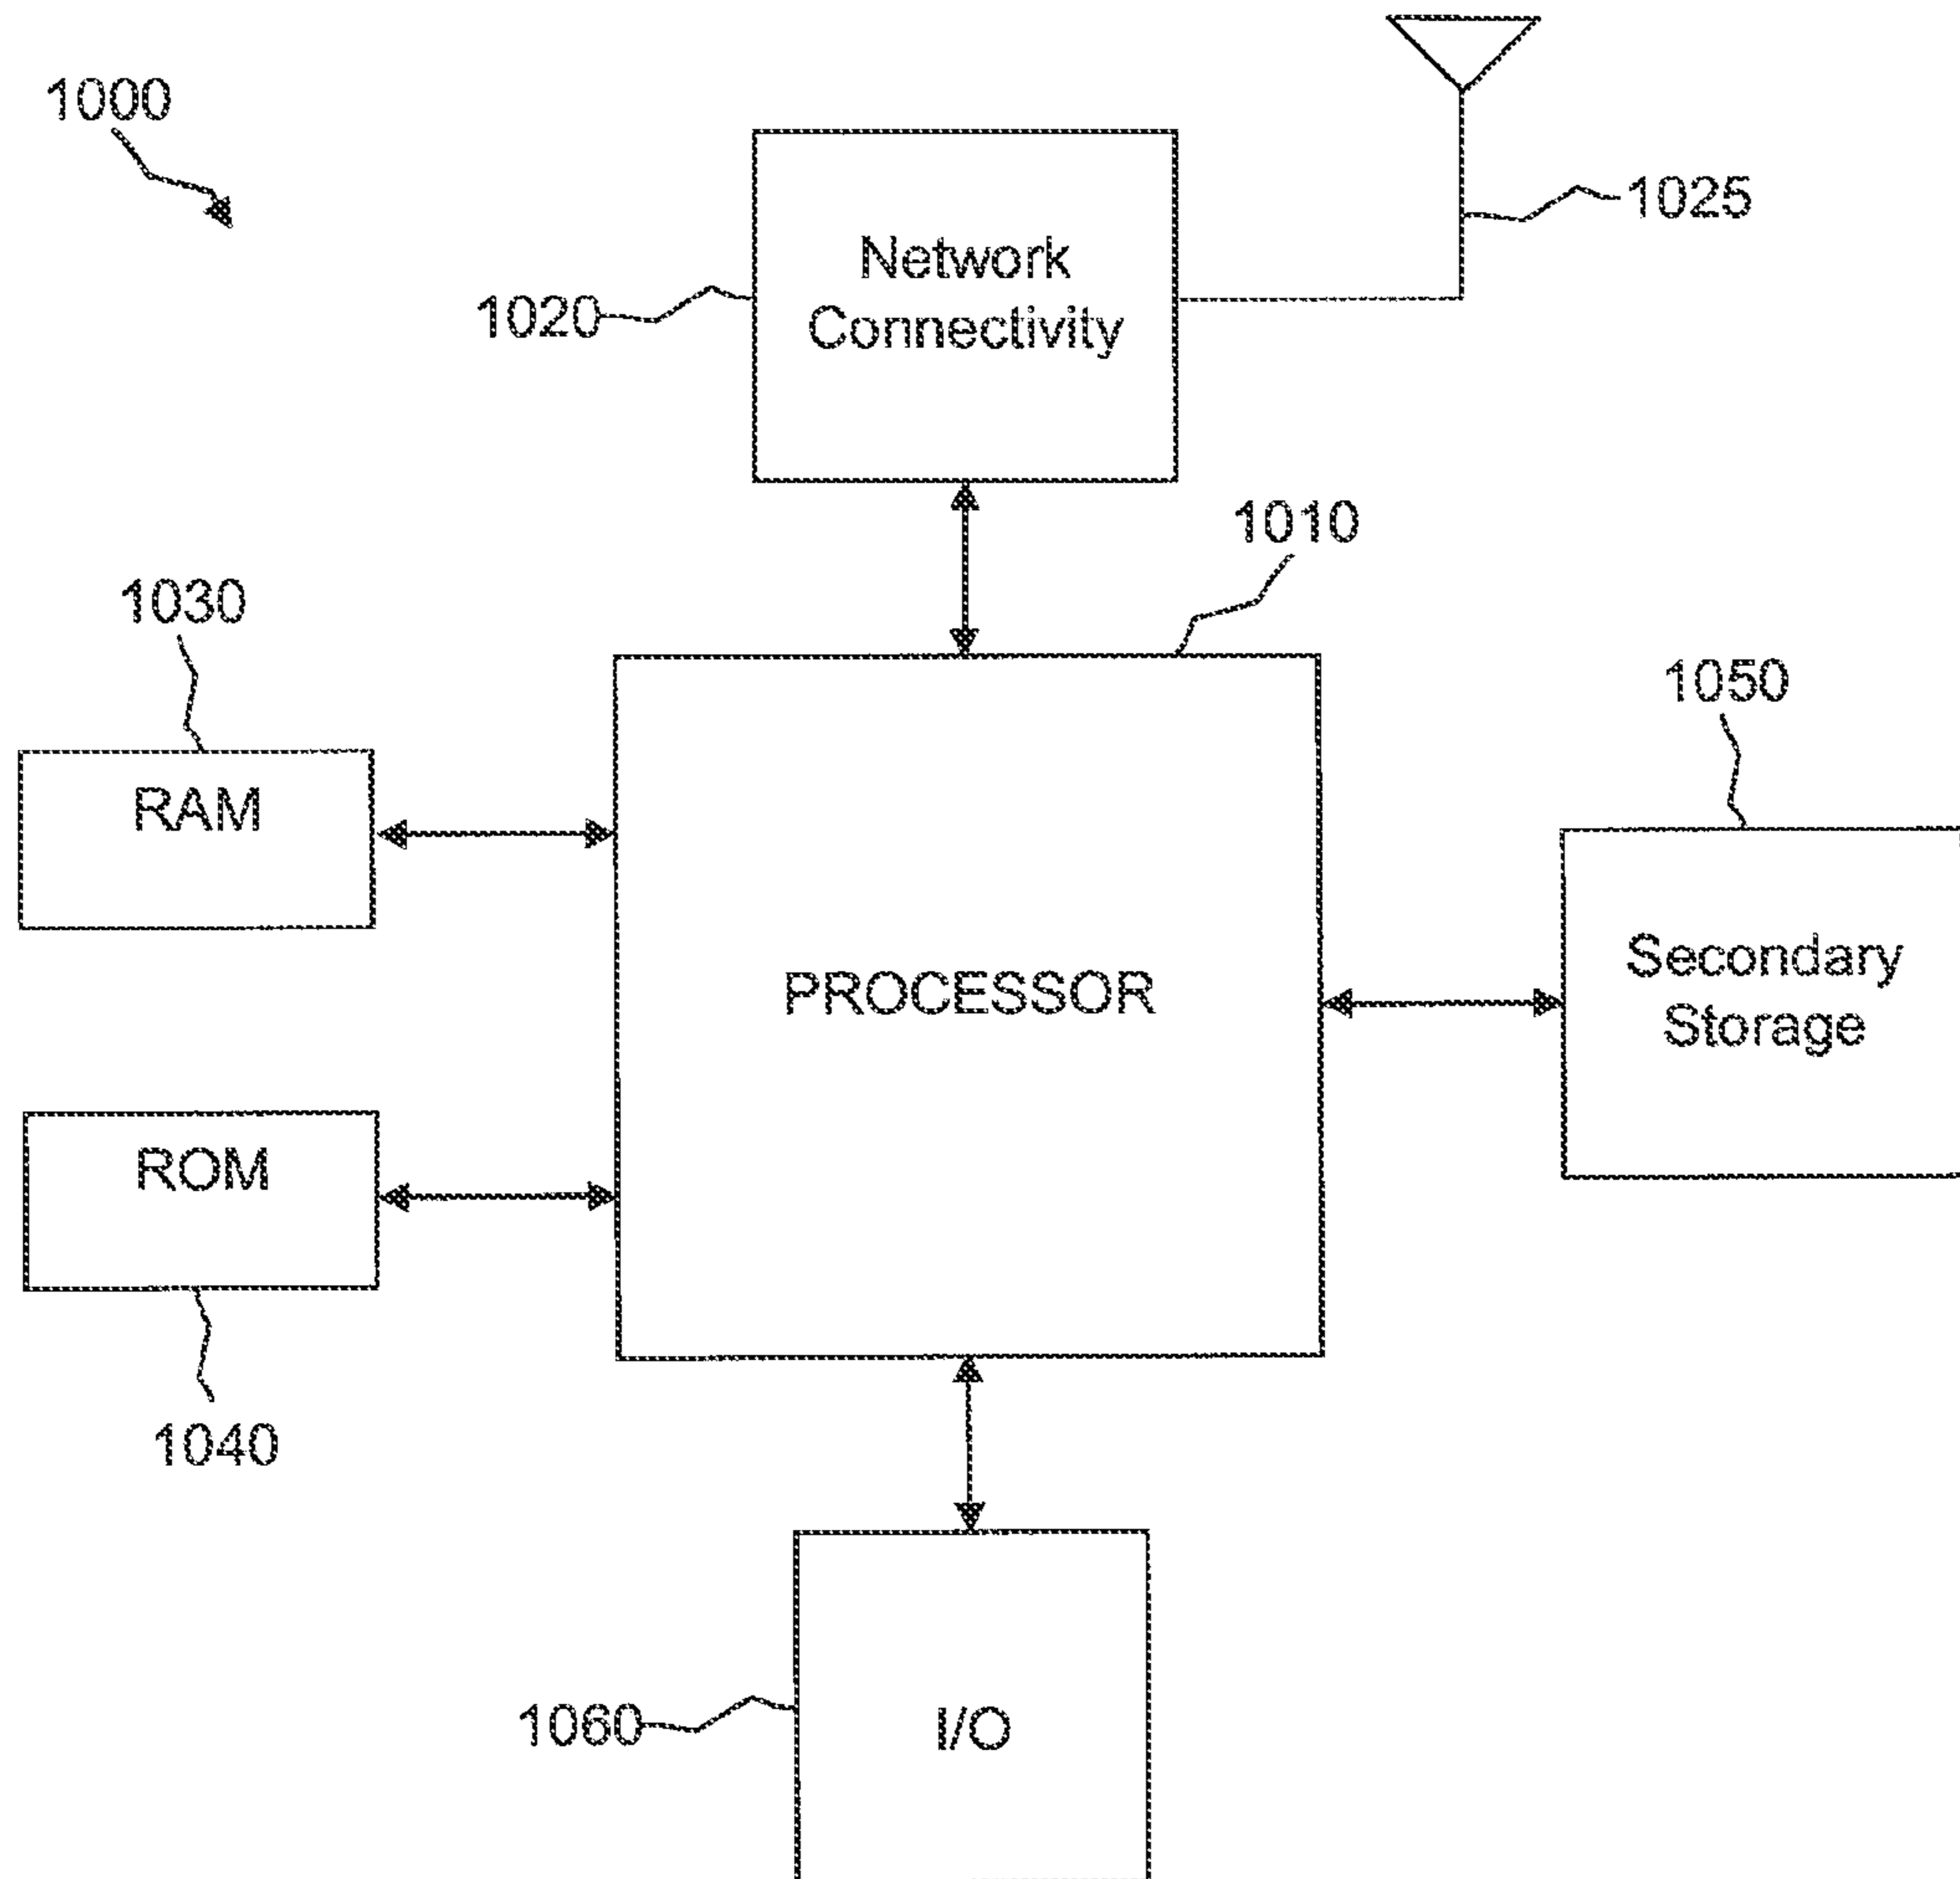 1000
1025
Network
Connectivity
1020
1010
1030
1050
RAM
PROCESSOR
Secondary
Storage
ROM
1040
1060
I/O